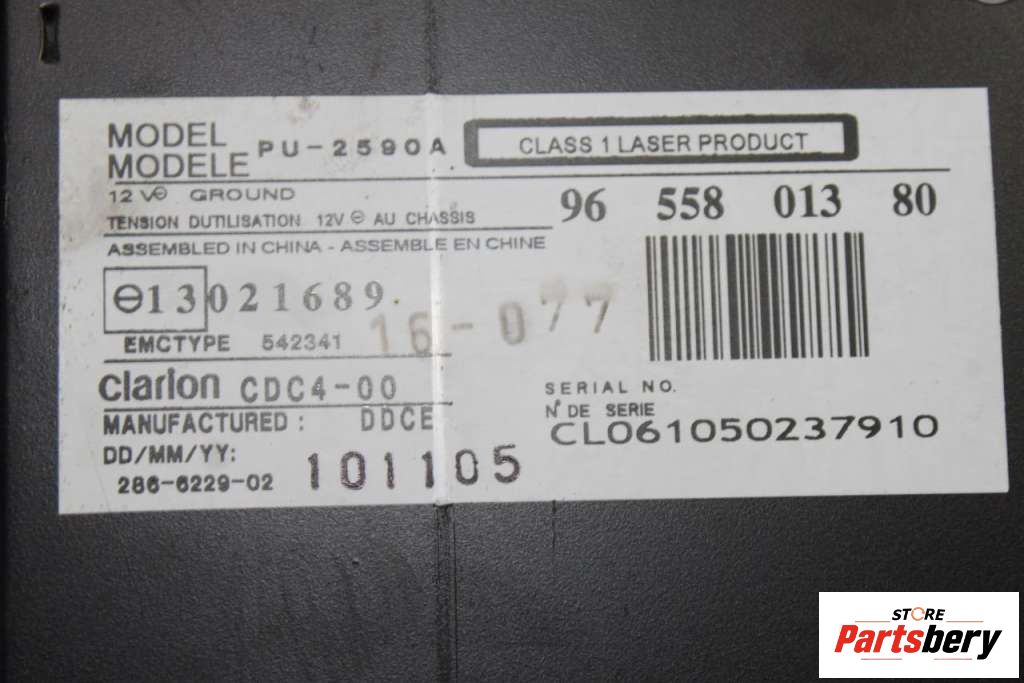 MODEL
MODELE PU-2590A
CLASS 1 LASER PRODUCT
12 V⊖ GROUND
TENSION DUTILISATION 12V ⊖ AU CHASSIS
ASSEMBLED IN CHINA - ASSEMBLE EN CHINE
96 558 013 80
e13 021689
16-077
EMCTYPE 542341
clarion CDC4-00
MANUFACTURED : DDCE
DD/MM/YY:
286-6229-02 101105
SERIAL NO.
N° DE SERIE
CL061050237910
STORE
Partsbery